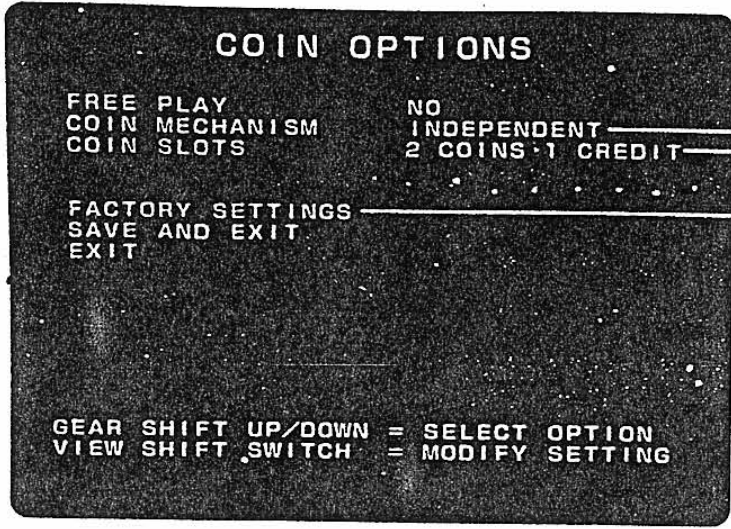 COIN OPTIONS
FREE PLAY NO
COIN MECHANISM INDEPENDENT
COIN SLOTS 2 COINS 1 CREDIT
FACTORY SETTINGS
SAVE AND EXIT
EXIT
GEAR SHIFT UP/DOWN = SELECT OPTION
VIEW SHIFT SWITCH = MODIFY SETTING